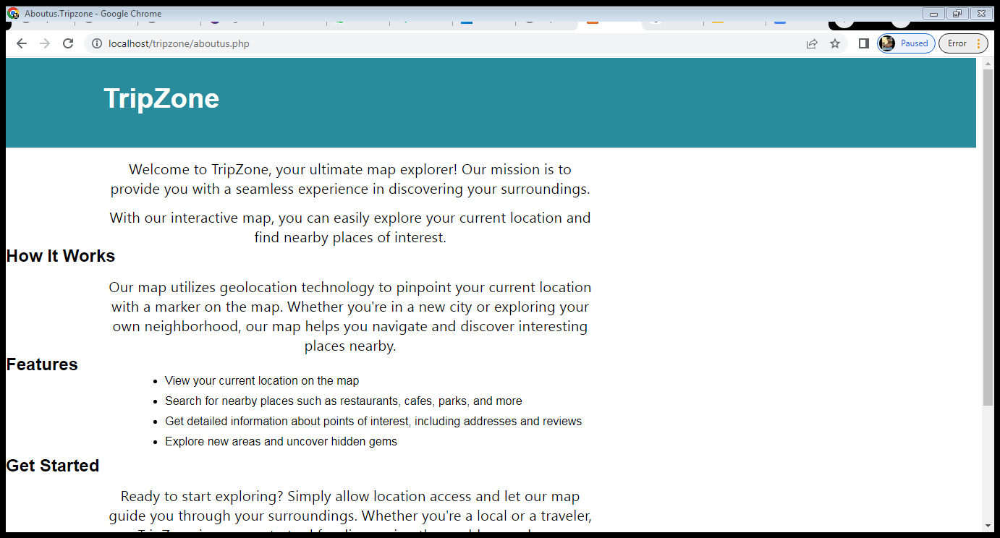 Aboutus.Tripzone - Google Chrome
localhost/tripzone/aboutus.php
Paused
Error
TripZone
Welcome to TripZone, your ultimate map explorer! Our mission is to
provide you with a seamless experience in discovering your surroundings.
With our interactive map, you can easily explore your current location and
find nearby places of interest.
How It Works
Our map utilizes geolocation technology to pinpoint your current location
with a marker on the map. Whether you're in a new city or exploring your
own neighborhood, our map helps you navigate and discover interesting
places nearby.
Features
• View your current location on the map
• Search for nearby places such as restaurants, cafes, parks, and more
• Get detailed information about points of interest, including addresses and reviews
• Explore new areas and uncover hidden gems
Get Started
Ready to start exploring? Simply allow location access and let our map
guide you through your surroundings. Whether you're a local or a traveler,